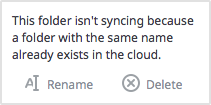 This folder isn't syncing because
a folder with the same name
already exists in the cloud.
Rename Delete